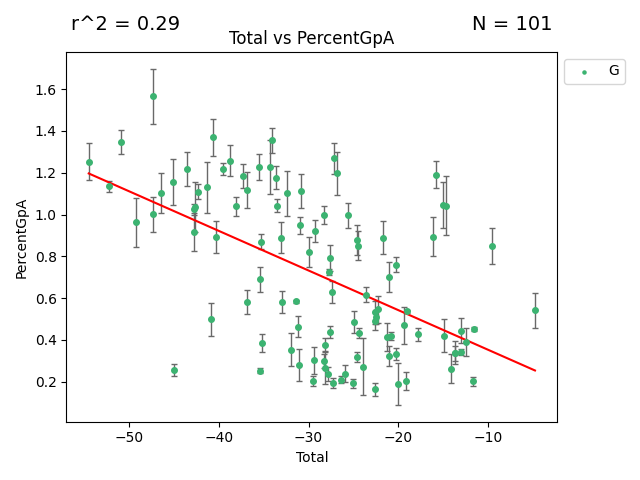 r^2 = 0.29 N = 101
Total vs PercentGpA
G
1.6
1.4
1.2
1.0
0.8
0.6
0.4
0.2
PercentGpA
−50 −40 −30 −20 −10
Total